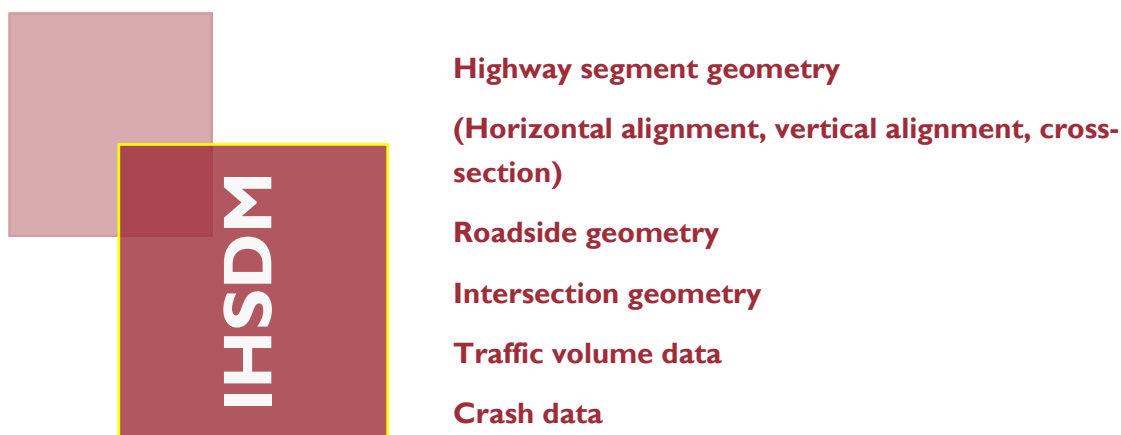 IHSDM
Highway segment geometry
(Horizontal alignment, vertical alignment, cross-
section)
Roadside geometry
Intersection geometry
Traffic volume data
Crash data